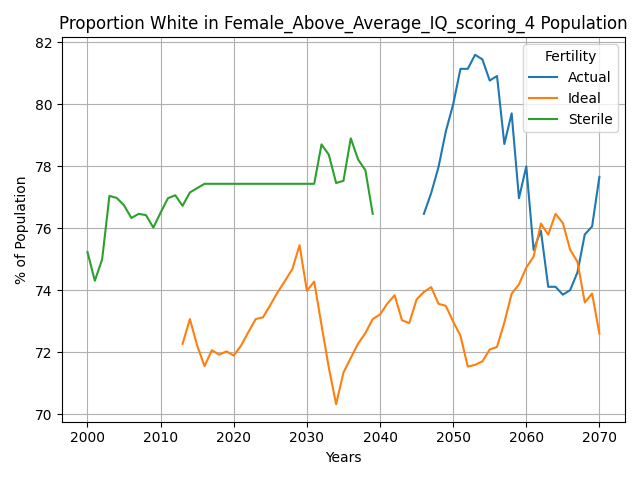 Proportion White in Female_Above_Average_IQ_scoring_4 Population
Fertility
Actual
Ideal
Sterile
% of Population
82
80
78
76
74
72
70
2000
2010
2020
2030
2040
2050
2060
2070
Years